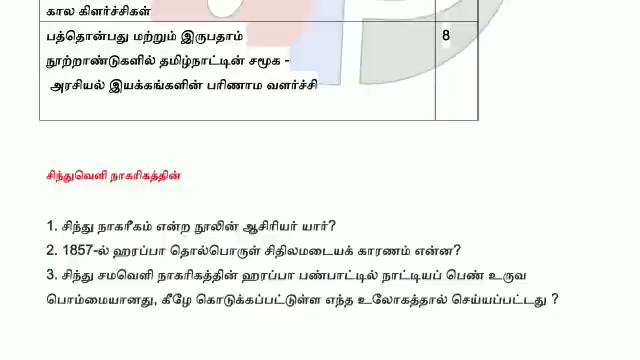 கால கிளர்ச்சிகள்
பத்தொன்பது மற்றும் இருபதாம் 8
நூற்றாண்டுகளில் தமிழ்நாட்டின் சமூக -
அரசியல் இயக்கங்களின் பரிணாம வளர்ச்சி
சிந்துவெளி நாகரிகத்தின்
1. சிந்து நாகரீகம் என்ற நூலின் ஆசிரியர் யார்?
2. 1857-ல் ஹரப்பா தொல்பொருள் சிதிலமடையக் காரணம் என்ன?
3. சிந்து சமவெளி நாகரிகத்தின் ஹரப்பா பண்பாட்டில் நாட்டியப் பெண் உருவ
பொம்மையானது, கீழே கொடுக்கப்பட்டுள்ள எந்த உலோகத்தால் செய்யப்பட்டது ?